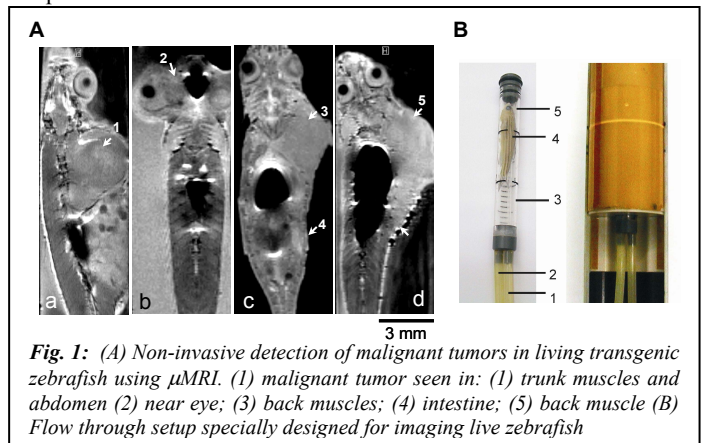 A
B
1
2
3
4
5
5
a
b
c
d
3 mm
5
4
3
2
1
Fig. 1: (A) Non-invasive detection of malignant tumors in living transgenic
zebrafish using μMRI. (1) malignant tumor seen in: (1) trunk muscles and
abdomen (2) near eye; (3) back muscles; (4) intestine; (5) back muscle (B)
Flow through setup specially designed for imaging live zebrafish